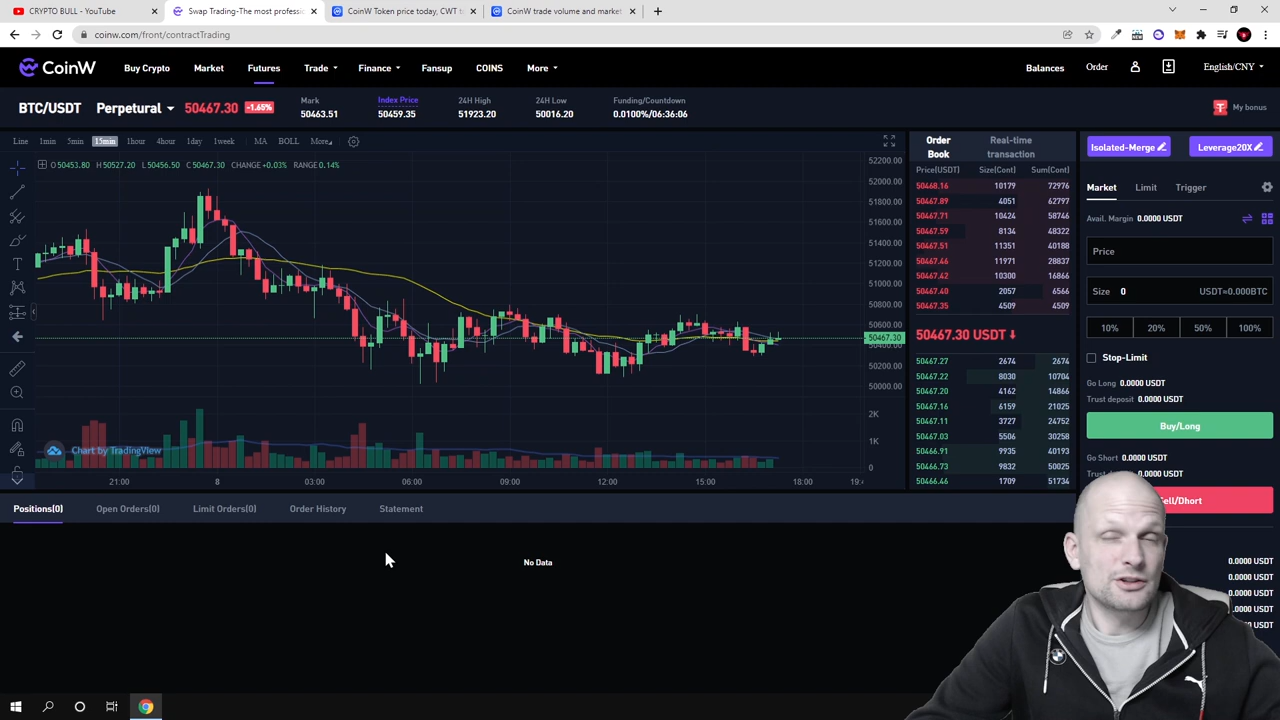 CRYPTO BULL - YouTube
Swap Trading-The most professi
CoinW Token price today, CWT t
CoinW trade volume and market
coinw.com/front/contractTrading
CoinW
Buy Crypto Market Futures Trade Finance Fansup COINS More Balances Order English/CNY
BTC/USDT Perpetural 50467.30 -1.65%
Mark
50463.51
Index Price
50459.35
24H High
51923.20
24H Low
50016.20
Funding/Countdown
0.0100%/06:36:06
My bonus
Line 1min 5min 15min 1hour 4hour 1day 1week MA BOLL More
O 50453.80 H 50527.20 L 50456.50 C 50467.30 CHANGE +0.03% RANGE 0.14%
52200.00
52000.00
51800.00
51600.00
51400.00
51200.00
51000.00
50800.00
50600.00
50467.30
50400.00
50200.00
50000.00
2K
1K
0
Chart by TradingView
21:00 8 03:00 06:00 09:00 12:00 15:00 18:00 19:
Order Book
Real-time transaction
Price(USDT) Size(Cont) Sum(Cont)
50468.16 10179 72976
50467.89 4051 62797
50467.71 10424 58746
50467.59 8134 48322
50467.51 11351 40188
50467.46 11971 28837
50467.42 10300 16866
50467.40 2057 6566
50467.35 4509 4509
50467.30 USDT
50467.27 2674 2674
50467.22 8030 10704
50467.20 4162 14866
50467.16 6159 21025
50467.11 3727 24752
50467.03 5506 30258
50466.91 9935 40193
50466.73 9832 50025
50466.46 1709 51734
Isolated-Merge Leverage20X
Market Limit Trigger
Avail. Margin 0.0000 USDT
Price
Size 0 USDT≈0.000BTC
10% 20% 50% 100%
Stop-Limit
Go Long 0.0000 USDT
Trust deposit 0.0000 USDT
Buy/Long
Go Short 0.0000 USDT
Trust 0.0000 USDT
Sell/Dhort
0.0000 USDT
0.0000 USDT
0.0000 USDT
.0000 USDT
0.0000 USDT
Positions(0) Open Orders(0) Limit Orders(0) Order History Statement
No Data